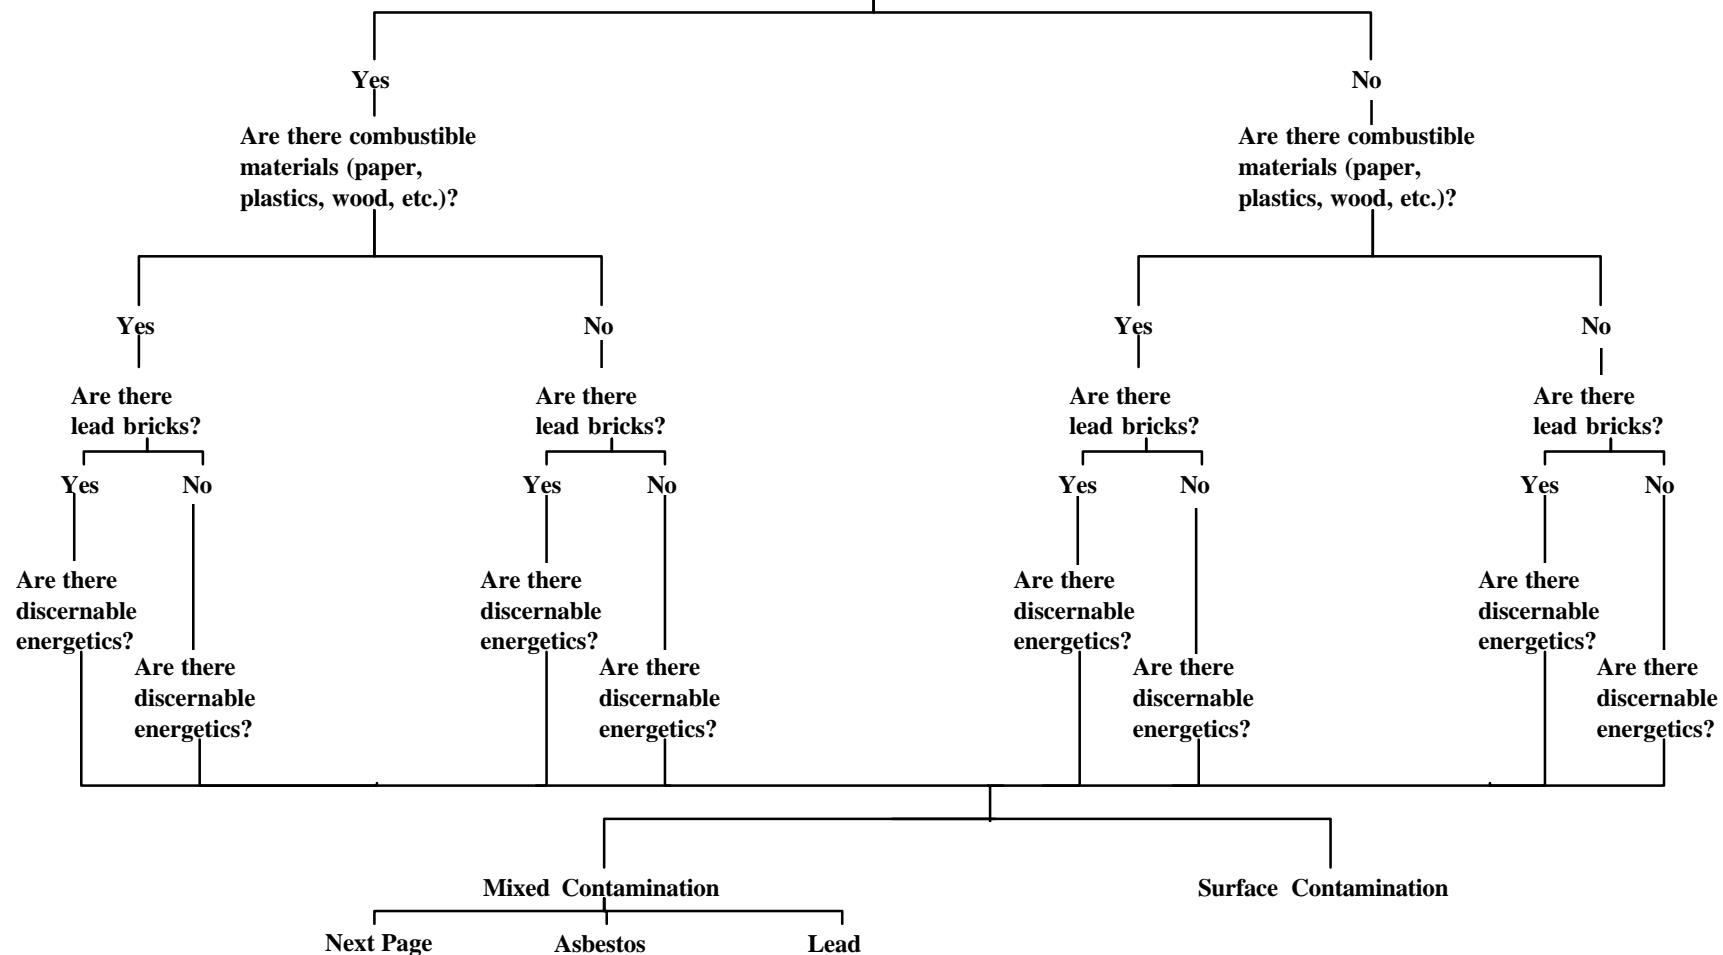 Yes
No
Are there combustible
materials (paper,
plastics, wood, etc.)?
Are there combustible
materials (paper,
plastics, wood, etc.)?
Yes
No
Yes
No
Are there
lead bricks?
Are there
lead bricks?
Are there
lead bricks?
Are there
lead bricks?
Yes
No
Yes
No
Yes
No
Yes
No
Are there
discernable
energetics?
Are there
discernable
energetics?
Are there
discernable
energetics?
Are there
discernable
energetics?
Are there
discernable
energetics?
Are there
discernable
energetics?
Are there
discernable
energetics?
Are there
discernable
energetics?
Mixed Contamination
Surface Contamination
Next Page
Asbestos
Lead